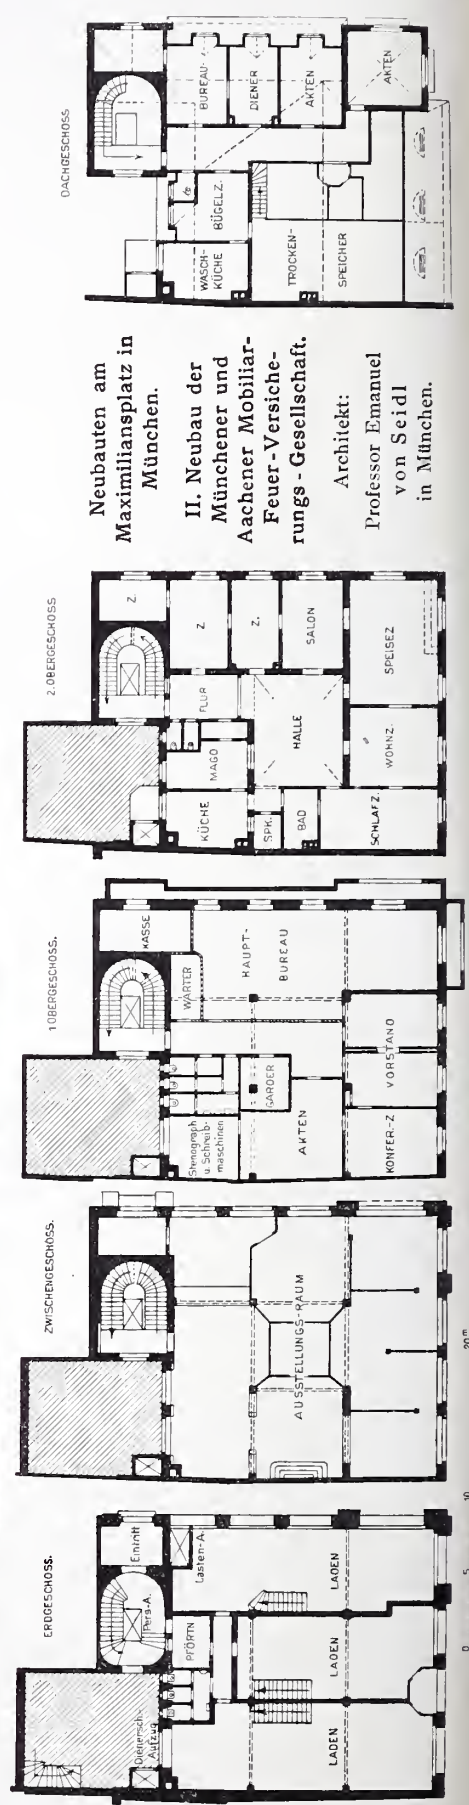 DACHGESCHOSS
BUREAU-
DIENER
AKTEN
AKTEN
BÜGELZ.
WASCH-
KÜCHE
TROCKEN-
SPEICHER
Neubauten am
Maximiliansplatz in
München.
II. Neubau der
Münchener und
Aachener Mobiliar-
Feuer-Versiche-
rungs-Gesellschaft.
Architekt:
Professor Emanuel
von Seidl
in München.
2.OBERGESCHOSS
Z.
Z.
Z.
SALON
FLUR
MAGD
HALLE
SPEISEZ.
KÜCHE
SPK.
BAD
WOHNZ.
SCHLAFZ.
1 OBERGESCHOSS.
KASSE
WÄRTER
HAUPT-
BUREAU
Stenograph
u. Schreib-
maschinen
GARDER
AKTEN
VORSTAND
KONFER.-Z
ZWISCHENGESCHOSS.
AUSSTELLUNGS-RAUM
ERDGESCHOSS.
Eintritt
Pers-A.
Lasten-A.
PFÖRTN
Dienersch.
Aufzug
LADEN
LADEN
LADEN
0 5 10 20 m